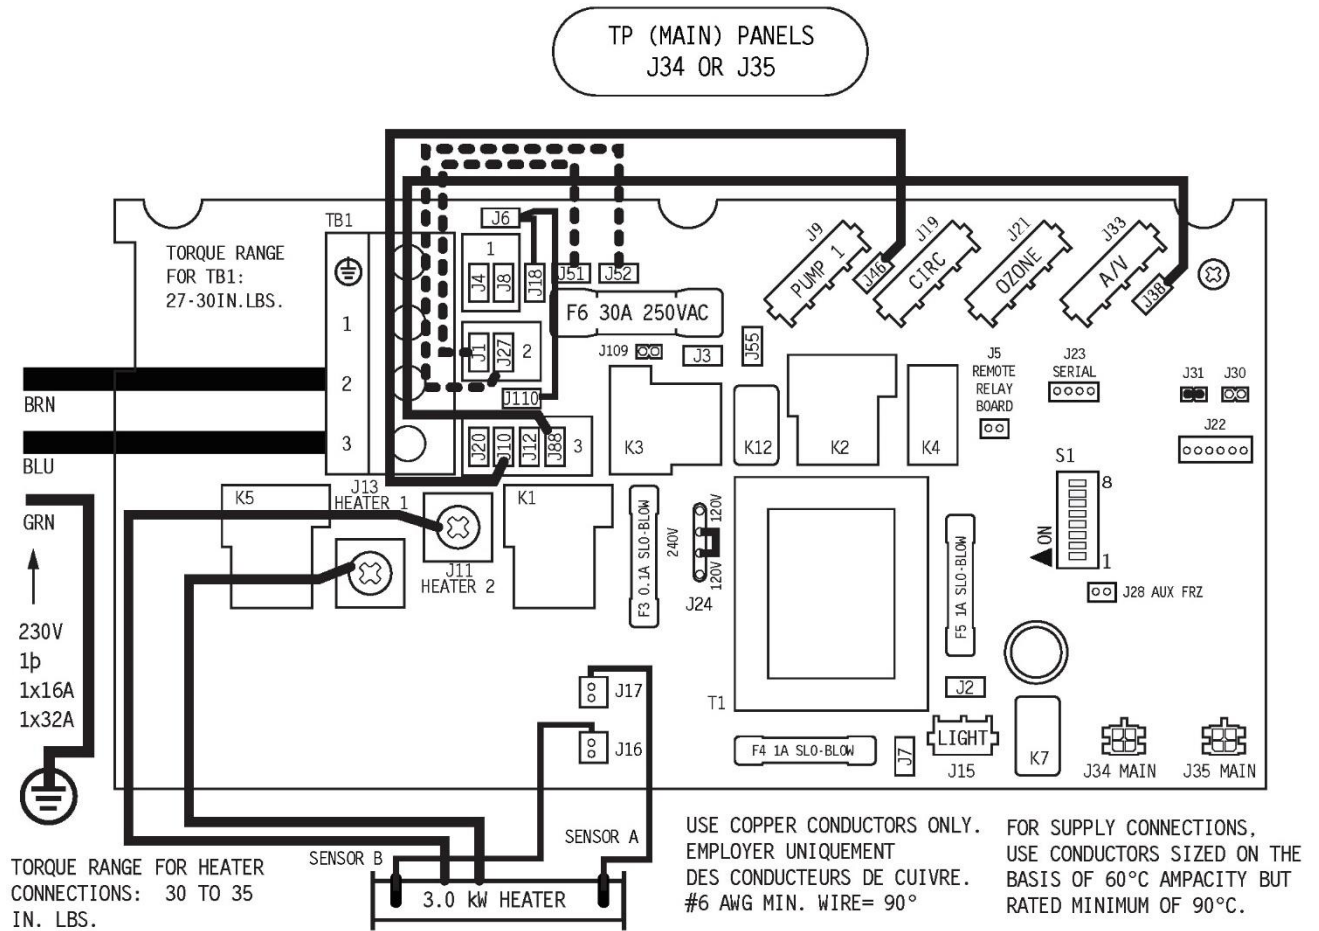 TP (MAIN) PANELS
J34 OR J35
TB1
TORQUE RANGE
FOR TB1:
27-30IN.LBS.
1
2
3
BRN
BLU
GRN
230V
1þ
1x16A
1x32A
J6
1
J4
J8
J18
J51
J52
F6 30A 250VAC
J1
J27
2
J110
J20
J10
J12
J88
3
J109
J3
J55
J9
PUMP 1
J46
J19
CIRC
J21
OZONE
J33
A/V
J38
J5
REMOTE
RELAY
BOARD
J23
SERIAL
J31
J30
J22
K3
K12
K2
K4
S1
8
ON
1
K5
J13
HEATER 1
J11
HEATER 2
K1
F3 0.1A SLO-BLOW
240V
120V
120V
J24
F5 1A SLO-BLOW
J28 AUX FRZ
T1
J17
J16
J2
LIGHT
J15
F4 1A SLO-BLOW
J7
K7
J34 MAIN
J35 MAIN
SENSOR B
SENSOR A
3.0 kW HEATER
TORQUE RANGE FOR HEATER
CONNECTIONS: 30 TO 35
IN. LBS.
USE COPPER CONDUCTORS ONLY.
EMPLOYER UNIQUEMENT
DES CONDUCTEURS DE CUIVRE.
#6 AWG MIN. WIRE= 90°
FOR SUPPLY CONNECTIONS,
USE CONDUCTORS SIZED ON THE
BASIS OF 60°C AMPACITY BUT
RATED MINIMUM OF 90°C.